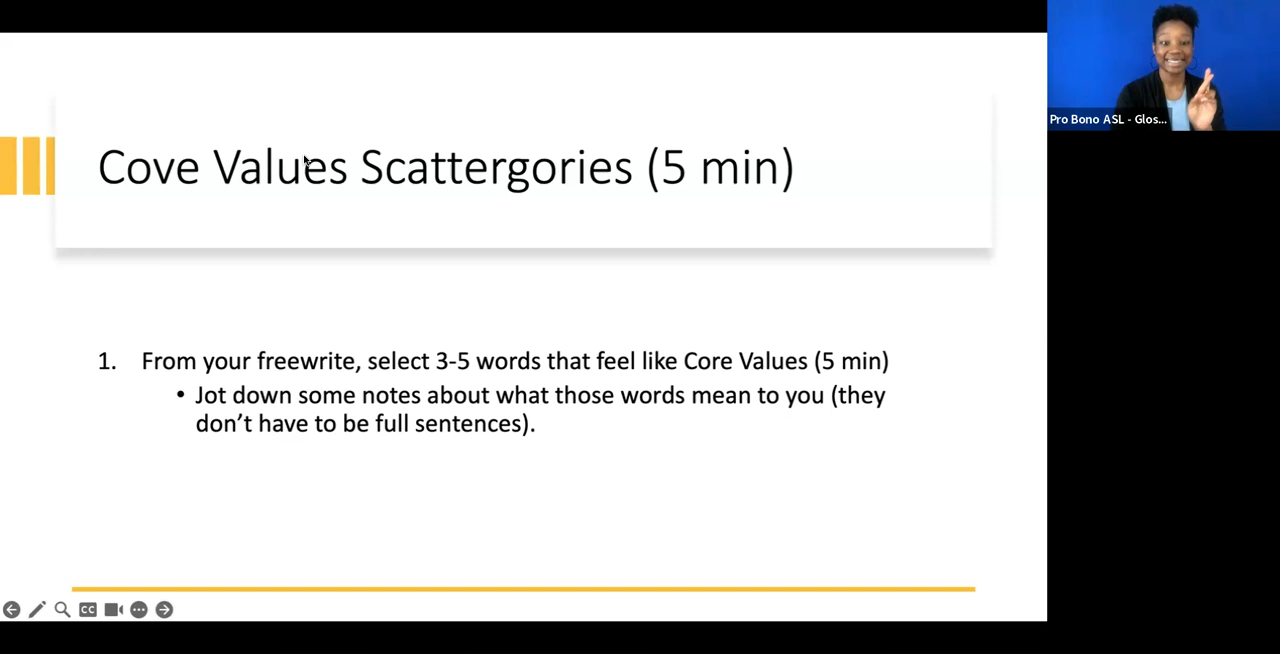 Cove Values Scattergories (5 min)
1. From your freewrite, select 3-5 words that feel like Core Values (5 min)
• Jot down some notes about what those words mean to you (they
don’t have to be full sentences).
Pro Bono ASL - Glos...
CC